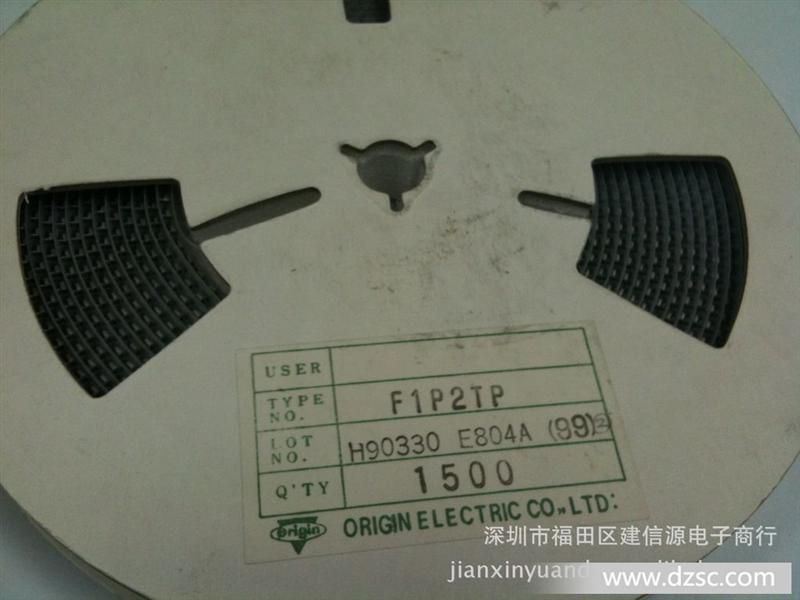 USER
TYPE NO. F1P2TP
LOT NO. H90330 E804A (99)②
Q'TY 1500
Origin ORIGIN ELECTRIC CO.,LTD:
深圳市福田区建信源电子商行
www.dzsc.com